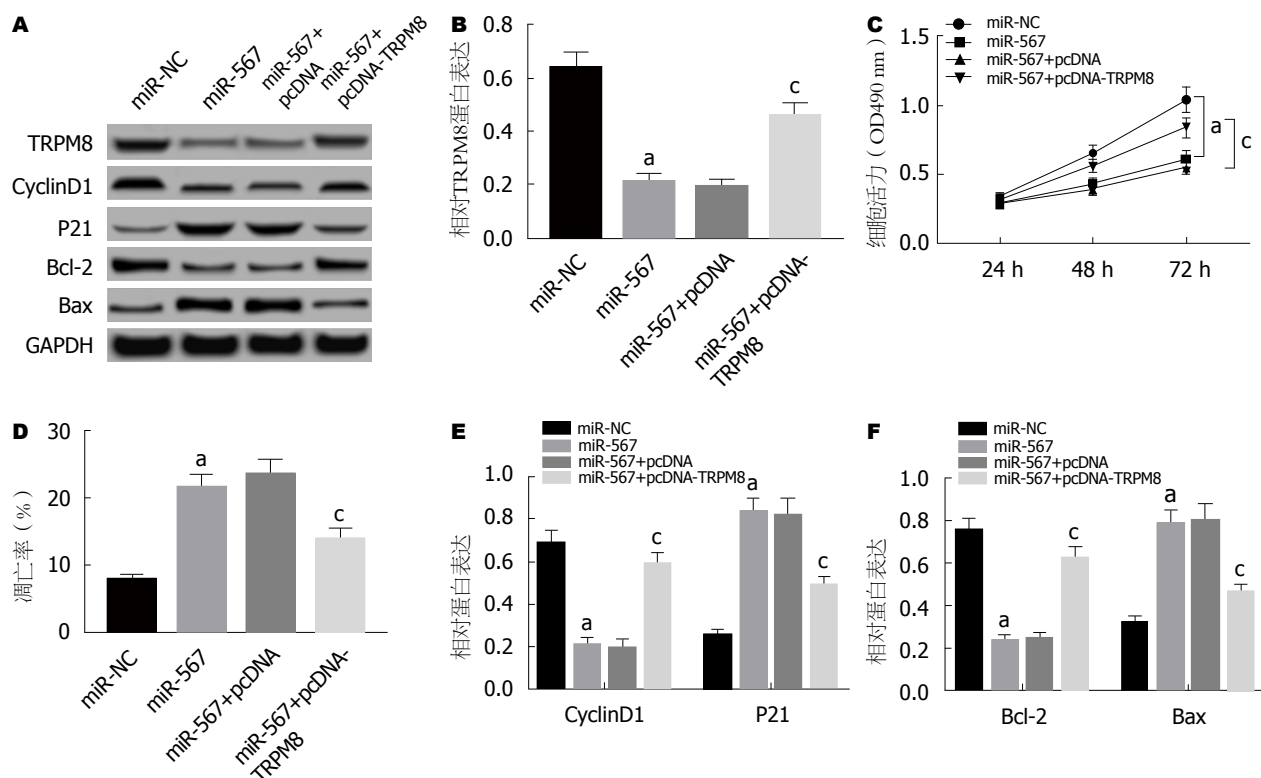 A
miR-NC
miR-567
miR-567+
pcDNA
miR-567+
pcDNA-TRPM8
TRPM8
CyclinD1
P21
Bcl-2
Bax
GAPDH
B
相对TRPM8蛋白表达
0.8
0.6
0.4
0.2
0.0
a
c
miR-NC
miR-567
miR-567+pcDNA
miR-567+pcDNA-
TRPM8
C
miR-NC
miR-567
miR-567+pcDNA
miR-567+pcDNA-TRPM8
细胞活力（OD490 nm）
1.5
1.0
0.5
0.0
a
c
24 h
48 h
72 h
D
凋亡率（%）
30
20
10
0
a
c
miR-NC
miR-567
miR-567+pcDNA
miR-567+pcDNA-
TRPM8
E
miR-NC
miR-567
miR-567+pcDNA
miR-567+pcDNA-TRPM8
相对蛋白表达
1.0
0.8
0.6
0.4
0.2
0.0
a
c
a
c
CyclinD1
P21
F
miR-NC
miR-567
miR-567+pcDNA
miR-567+pcDNA-TRPM8
相对蛋白表达
1.0
0.8
0.6
0.4
0.2
0.0
a
c
a
c
Bcl-2
Bax